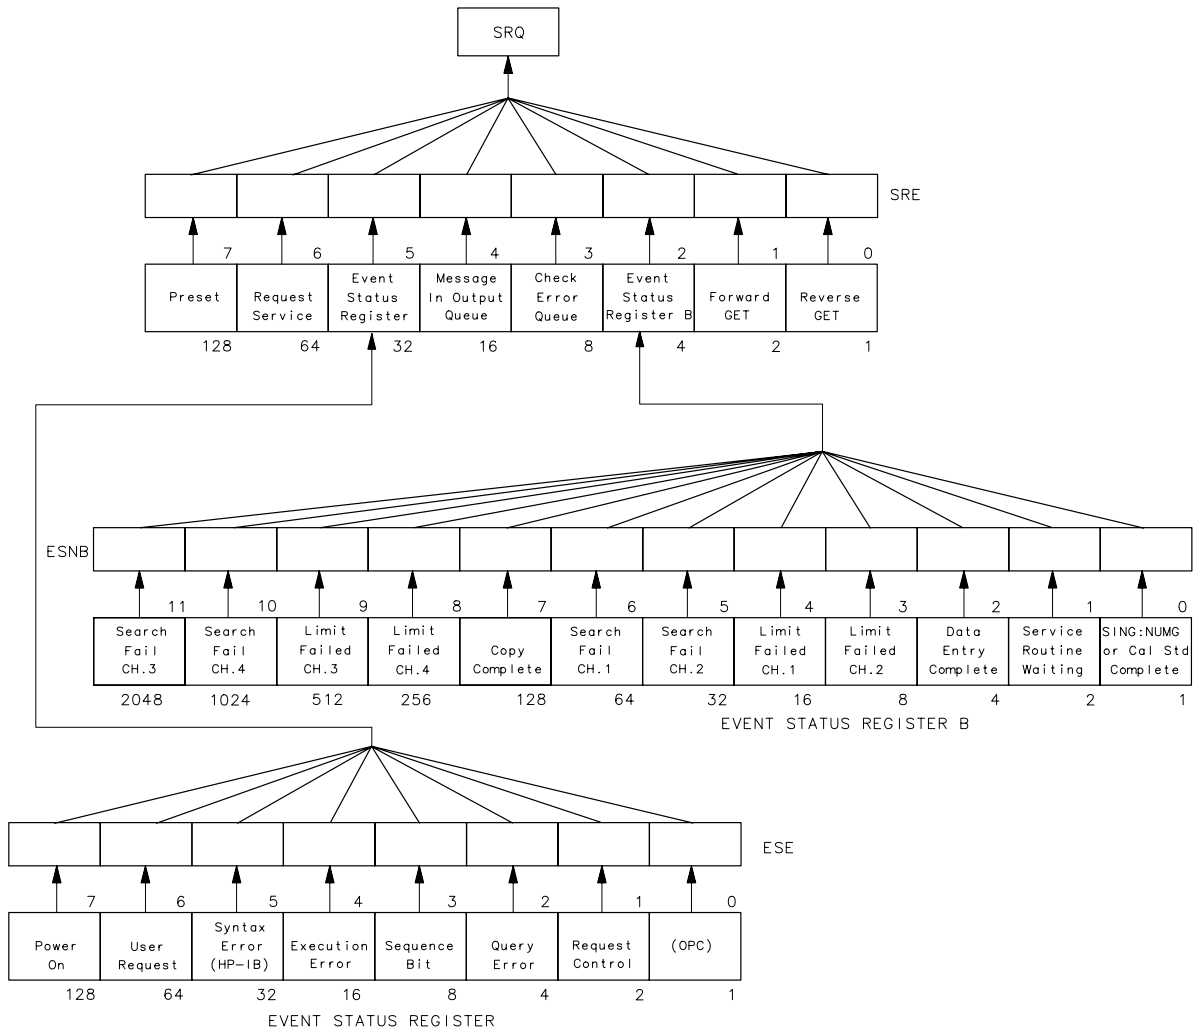 SRQ
SRE
7 6 5 4 3 2 1 0
Preset
Request
Service
Event
Status
Register
Message
In Output
Queue
Check
Error
Queue
Event
Status
Register B
Forward
GET
Reverse
GET
128 64 32 16 8 4 2 1
ESNB
11 10 9 8 7 6 5 4 3 2 1 0
Search
Fail
CH.3
Search
Fail
CH.4
Limit
Failed
CH.3
Limit
Failed
CH.4
Copy
Complete
Search
Fail
CH.1
Search
Fail
CH.2
Limit
Failed
CH.1
Limit
Failed
CH.2
Data
Entry
Complete
Service
Routine
Waiting
SING:NUMG
or Cal Std
Complete
2048 1024 512 256 128 64 32 16 8 4 2 1
EVENT STATUS REGISTER B
ESE
7 6 5 4 3 2 1 0
Power
On
User
Request
Syntax
Error
(HP-IB)
Execution
Error
Sequence
Bit
Query
Error
Request
Control
(OPC)
128 64 32 16 8 4 2 1
EVENT STATUS REGISTER